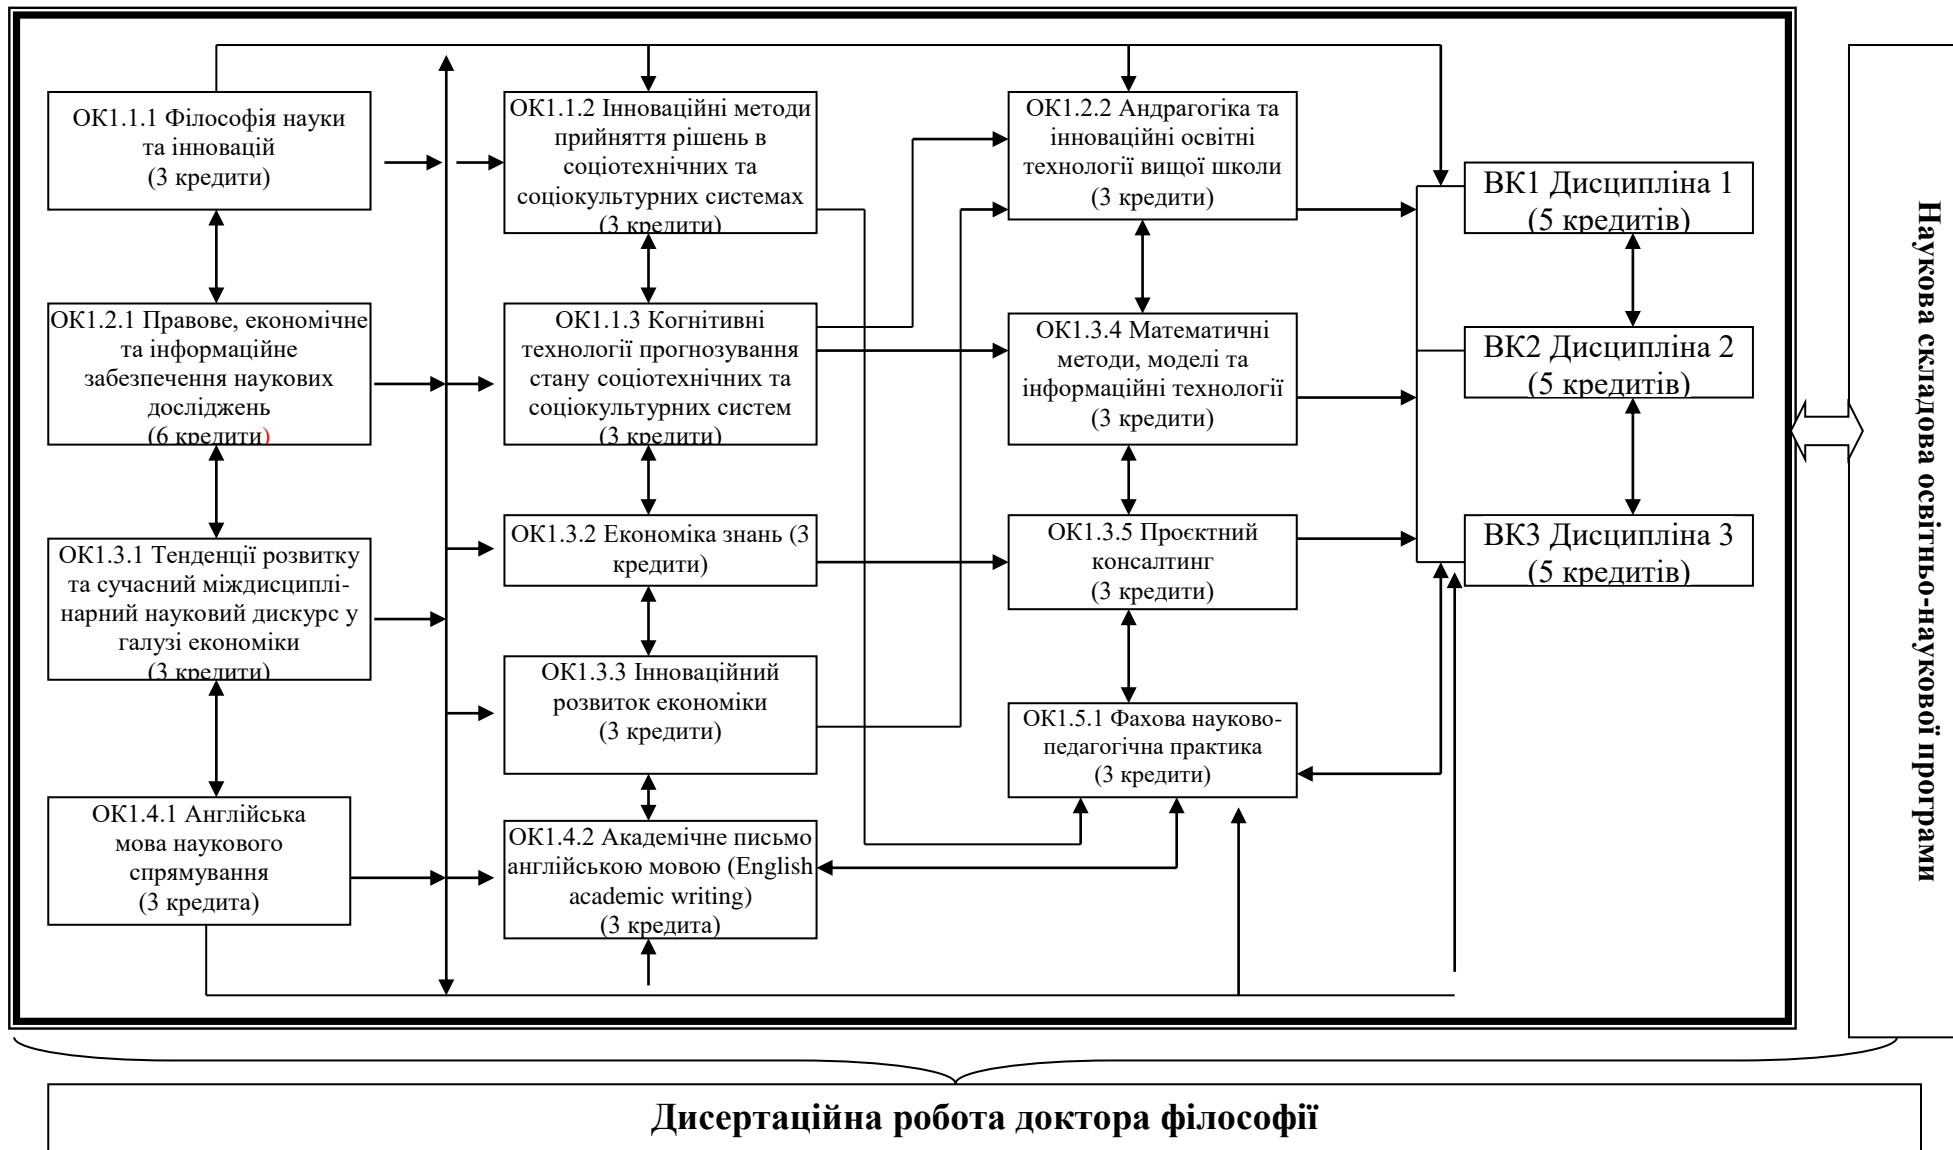 ОК1.1.1 Філософія науки
та інновацій
(3 кредити)
ОК1.2.1 Правове, економічне
та інформаційне
забезпечення наукових
досліджень
(6 кредити)
ОК1.3.1 Тенденції розвитку
та сучасний міждисциплі-
нарний науковий дискурс у
галузі економіки
(3 кредити)
ОК1.4.1 Англійська
мова наукового
спрямування
(3 кредита)
ОК1.1.2 Інноваційні методи
прийняття рішень в
соціотехнічних та
соціокультурних системах
(3 кредити)
ОК1.1.3 Когнітивні
технології прогнозування
стану соціотехнічних та
соціокультурних систем
(3 кредити)
ОК1.3.2 Економіка знань (3
кредити)
ОК1.3.3 Інноваційний
розвиток економіки
(3 кредити)
ОК1.4.2 Академічне письмо
англійською мовою (English
academic writing)
(3 кредита)
ОК1.2.2 Андрагогіка та
інноваційні освітні
технології вищої школи
(3 кредити)
ОК1.3.4 Математичні
методи, моделі та
інформаційні технології
(3 кредити)
ОК1.3.5 Проєктний
консалтинг
(3 кредити)
ОК1.5.1 Фахова науково-
педагогічна практика
(3 кредити)
ВК1 Дисципліна 1
(5 кредитів)
ВК2 Дисципліна 2
(5 кредитів)
ВК3 Дисципліна 3
(5 кредитів)
Наукова складова освітньо-наукової програми
Дисертаційна робота доктора філософії